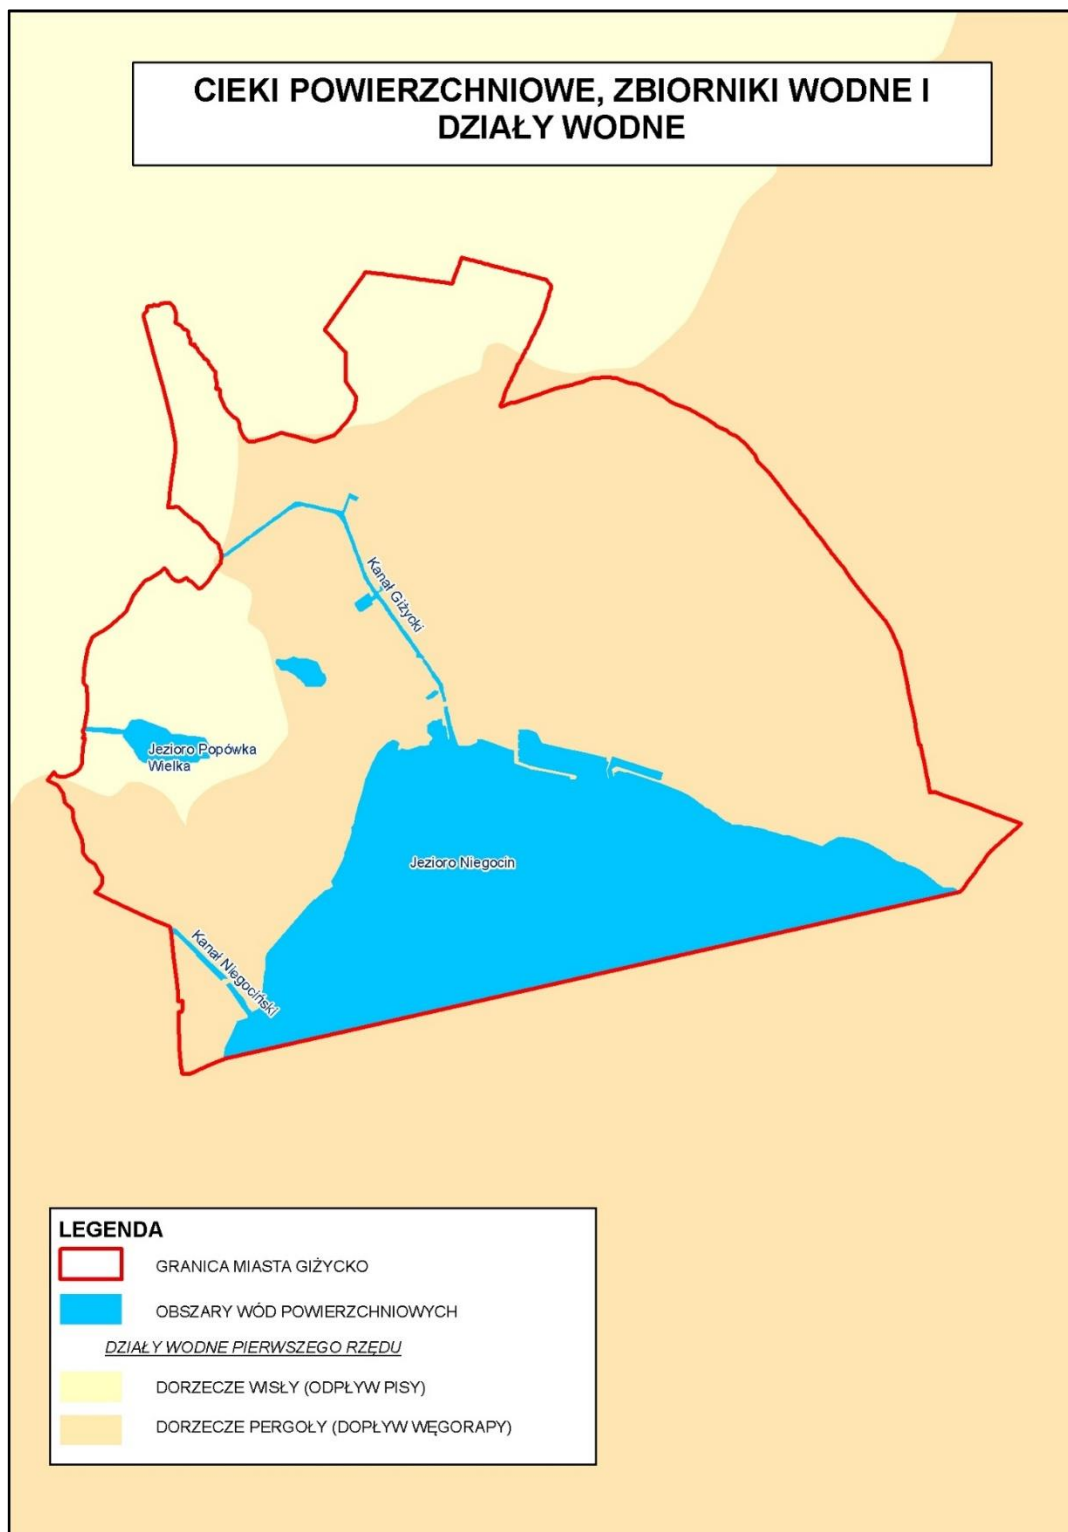 CIEKI POWIERZCHNIOWE, ZBIORNIKI WODNE I
DZIAŁY WODNE
Kanał Giżycki
Jezioro Popówka
Wielka
Jezioro Niegocin
Kanał Niegociński
LEGENDA
GRANICA MIASTA GIŻYCKO
OBSZARY WÓD POWIERZCHNIOWYCH
DZIAŁY WODNE PIERWSZEGO RZĘDU
DORZECZE WISŁY (ODPŁYW PISY)
DORZECZE PERGOŁY (DOPŁYW WĘGORAPY)